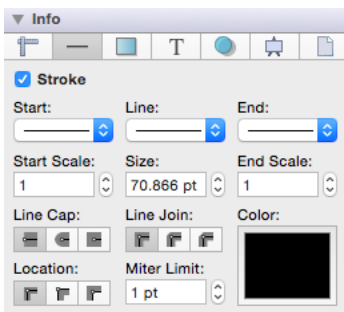 Info
T
Stroke
Start: Line: End:
Start Scale: Size: End Scale:
1 70.866 pt 1
Line Cap: Line Join: Color:
Location: Miter Limit:
1 pt